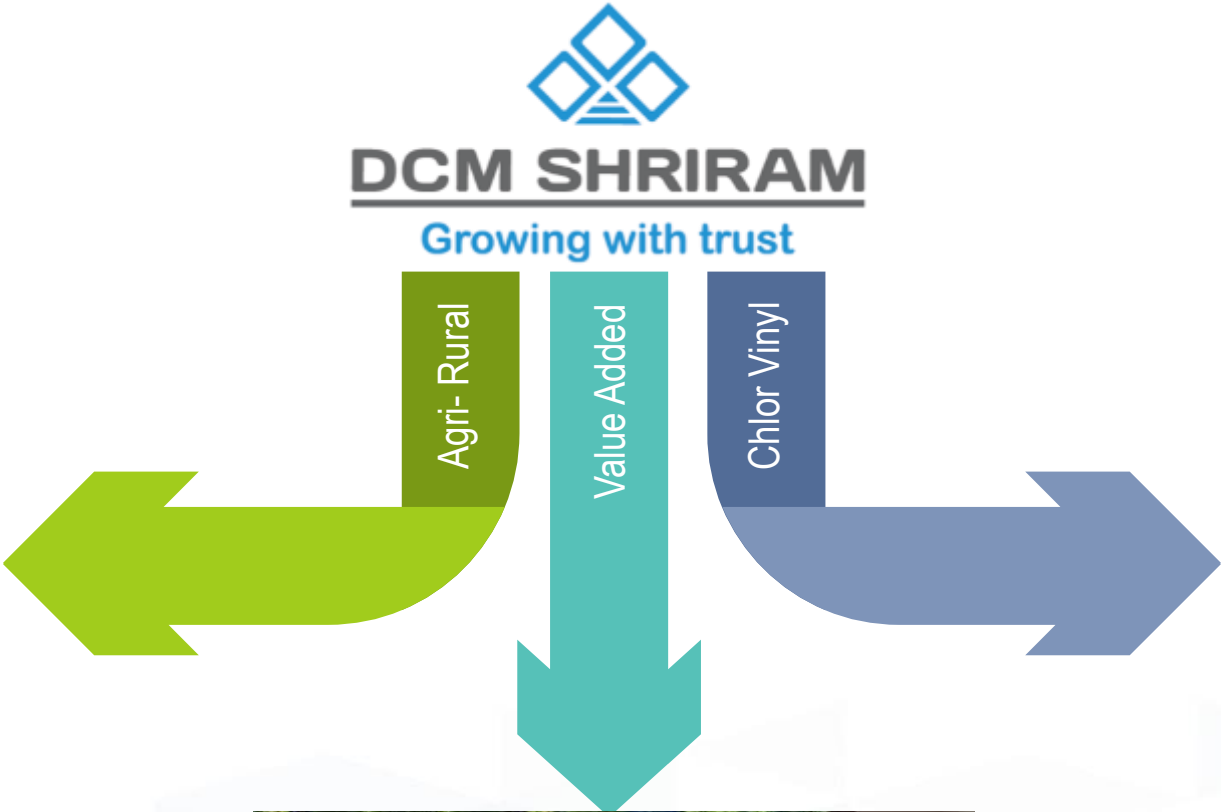 DCM SHRIRAM
Growing with trust
Agri- Rural
Value Added
Chlor Vinyl